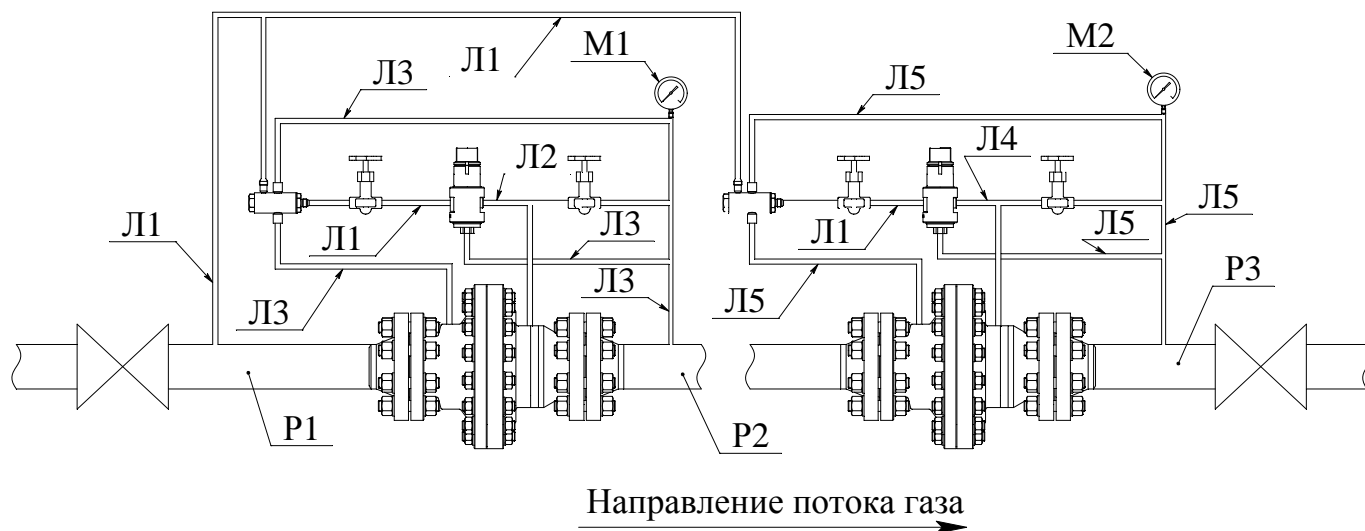 М1
М2
Л1
Л3
Л5
Л2
Л4
Л1
Л1
Л3
Л1
Л5
Л5
Л3
Л3
Л5
Р3
Р1
Р2
Направление потока газа